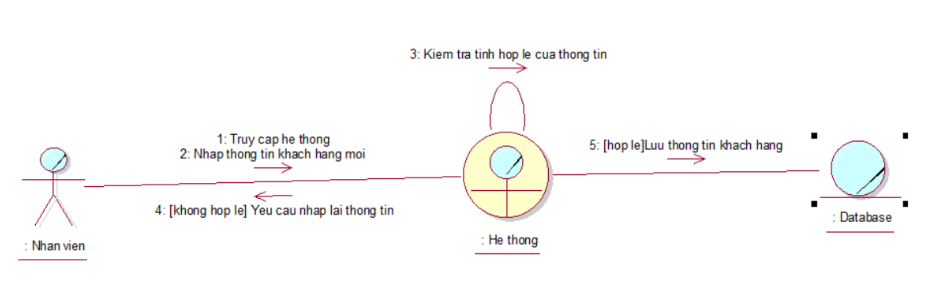 3: Kiem tra tinh hop le cua thong tin
1: Truy cap he thong
2: Nhap thong tin khach hang moi
5: [hop le]Luu thong tin khach hang
4: [khong hop le] Yeu cau nhap lai thong tin
: Nhan vien
: He thong
: Database